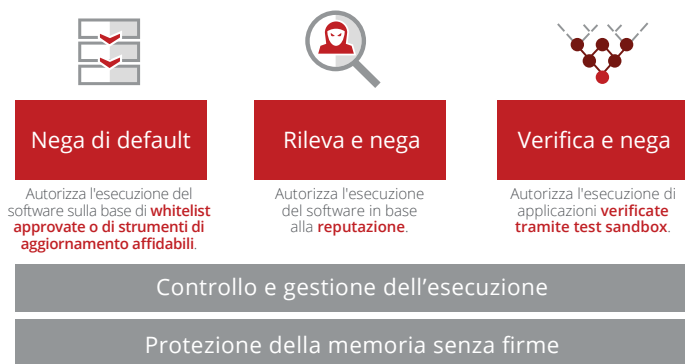 Nega di default
Rileva e nega
Verifica e nega
Autorizza l'esecuzione del
software sulla base di whitelist
approvate o di strumenti di
aggiornamento affidabili.
Autorizza l'esecuzione
del software in base
alla reputazione.
Autorizza l'esecuzione di
applicazioni verificate
tramite test sandbox.
Controllo e gestione dell’esecuzione
Protezione della memoria senza firme